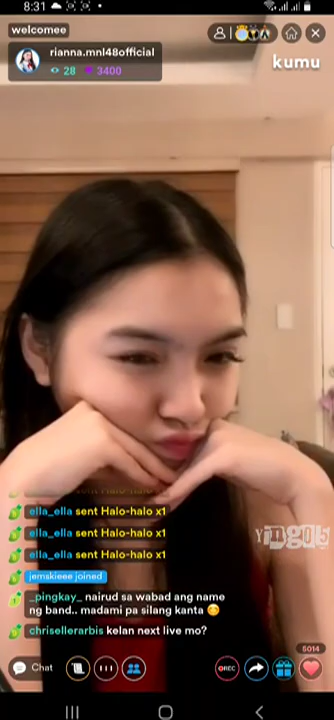 8:31
welcomee
rianna.mnl48official
28 3400
kumu
ella_ella sent Halo-halo x1
ella_ella sent Halo-halo x1
ella_ella sent Halo-halo x1
jemskieee joined
_pingkay_ nairud sa wabad ang name
ng band.. madami pa silang kanta
chrisellerarbis kelan next live mo?
5014
Chat
REC